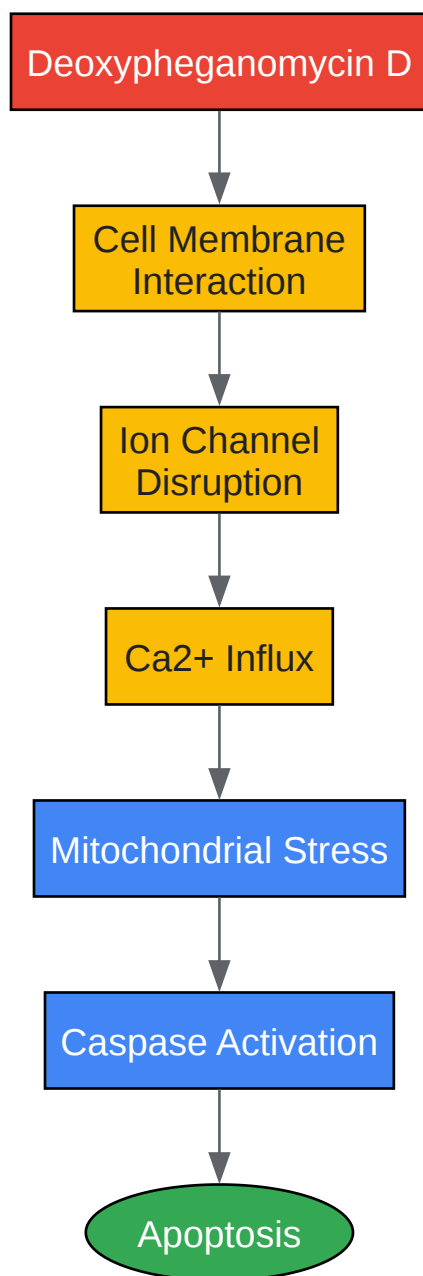 Deoxypheganomycin D
Cell Membrane
Interaction
Ion Channel
Disruption
Ca2+ Influx
Mitochondrial Stress
Caspase Activation
Apoptosis